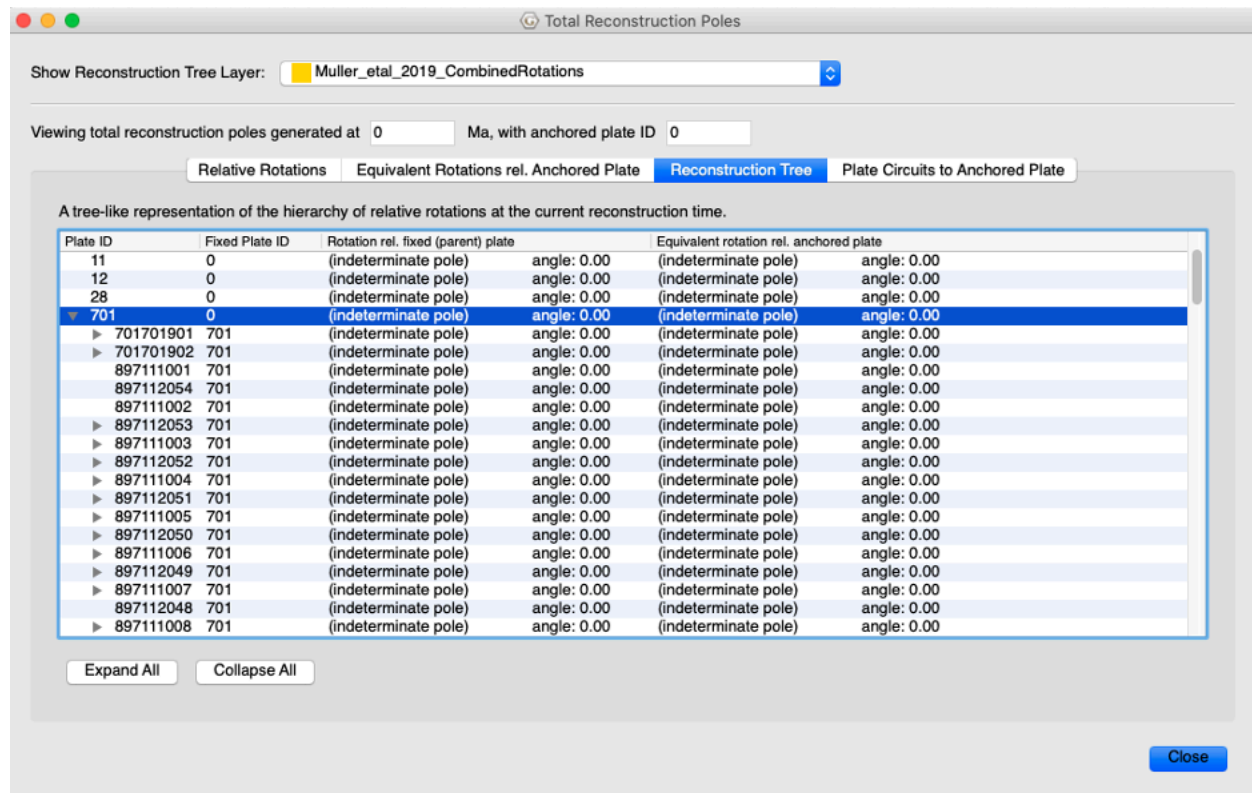 Total Reconstruction Poles
Show Reconstruction Tree Layer: Muller_etal_2019_CombinedRotations
Viewing total reconstruction poles generated at 0 Ma, with anchored plate ID 0
Relative Rotations Equivalent Rotations rel. Anchored Plate Reconstruction Tree Plate Circuits to Anchored Plate
A tree-like representation of the hierarchy of relative rotations at the current reconstruction time.
Plate ID Fixed Plate ID Rotation rel. fixed (parent) plate Equivalent rotation rel. anchored plate
11 0 (indeterminate pole) angle: 0.00 (indeterminate pole) angle: 0.00
12 0 (indeterminate pole) angle: 0.00 (indeterminate pole) angle: 0.00
28 0 (indeterminate pole) angle: 0.00 (indeterminate pole) angle: 0.00
701 0 (indeterminate pole) angle: 0.00 (indeterminate pole) angle: 0.00
701701901 701 (indeterminate pole) angle: 0.00 (indeterminate pole) angle: 0.00
701701902 701 (indeterminate pole) angle: 0.00 (indeterminate pole) angle: 0.00
897111001 701 (indeterminate pole) angle: 0.00 (indeterminate pole) angle: 0.00
897112054 701 (indeterminate pole) angle: 0.00 (indeterminate pole) angle: 0.00
897111002 701 (indeterminate pole) angle: 0.00 (indeterminate pole) angle: 0.00
897112053 701 (indeterminate pole) angle: 0.00 (indeterminate pole) angle: 0.00
897111003 701 (indeterminate pole) angle: 0.00 (indeterminate pole) angle: 0.00
897112052 701 (indeterminate pole) angle: 0.00 (indeterminate pole) angle: 0.00
897111004 701 (indeterminate pole) angle: 0.00 (indeterminate pole) angle: 0.00
897112051 701 (indeterminate pole) angle: 0.00 (indeterminate pole) angle: 0.00
897111005 701 (indeterminate pole) angle: 0.00 (indeterminate pole) angle: 0.00
897112050 701 (indeterminate pole) angle: 0.00 (indeterminate pole) angle: 0.00
897111006 701 (indeterminate pole) angle: 0.00 (indeterminate pole) angle: 0.00
897112049 701 (indeterminate pole) angle: 0.00 (indeterminate pole) angle: 0.00
897111007 701 (indeterminate pole) angle: 0.00 (indeterminate pole) angle: 0.00
897112048 701 (indeterminate pole) angle: 0.00 (indeterminate pole) angle: 0.00
897111008 701 (indeterminate pole) angle: 0.00 (indeterminate pole) angle: 0.00
Expand All Collapse All
Close